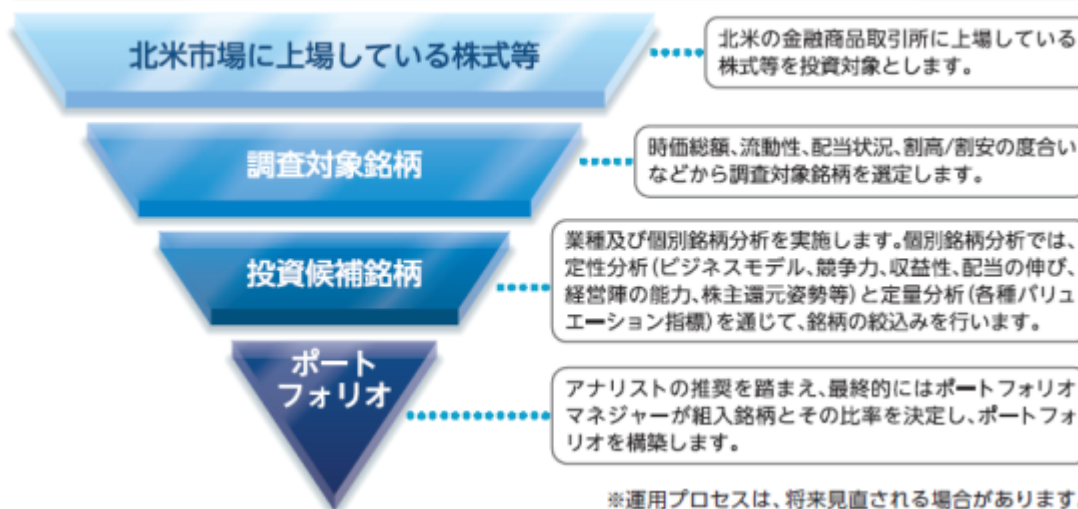 北米市場に上場している株式等
北米の金融商品取引所に上場している
株式等を投資対象とします。
調査対象銘柄
時価総額、流動性、配当状況、割高/割安の度合い
などから調査対象銘柄を選定します。
投資候補銘柄
業種及び個別銘柄分析を実施します。個別銘柄分析では、
定性分析(ビジネスモデル、競争力、収益性、配当の伸び、
経営陣の能力、株主還元姿勢等)と定量分析(各種バリュ
エーション指標)を通じて、銘柄の絞込みを行います。
ポート
フォリオ
アナリストの推奨を踏まえ、最終的にはポートフォリオ
マネジャーが組入銘柄とその比率を決定し、ポートフォ
リオを構築します。
※運用プロセスは、将来見直される場合があります。